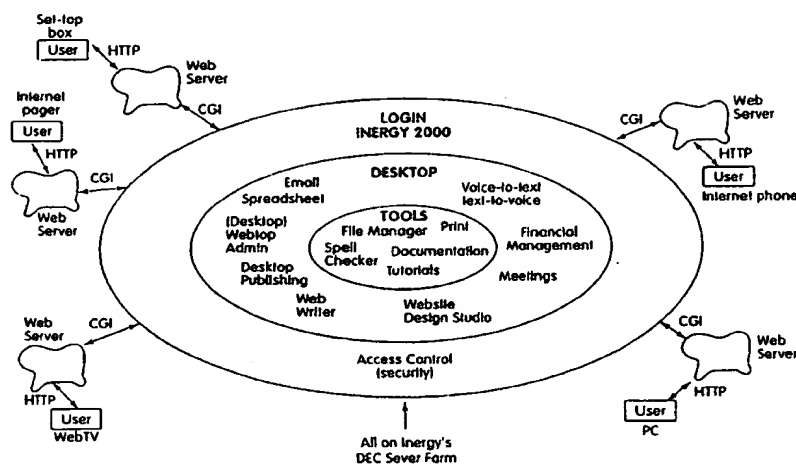 Set-top
box
User
HTTP
Web
Server
CGI
Internet
pager
User
HTTP
CGI
Web
Server
LOGIN
INERGY 2000
CGI
Web
Server
HTTP
User
Internet phone
DESKTOP
Email
Spreadsheet
Voice-to-text
text-to-voice
(Desktop)
Webtop
Admin
Financial
Management
Desktop
Publishing
Meetings
Web
Writer
Website
Design Studio
TOOLS
File Manager
Print
Spell
Checker
Documentation
Tutorials
Web
Server
CGI
HTTP
User
WebTV
Access Control
(security)
CGI
Web
Server
HTTP
User
PC
All on Inergy's
DEC Sever Farm